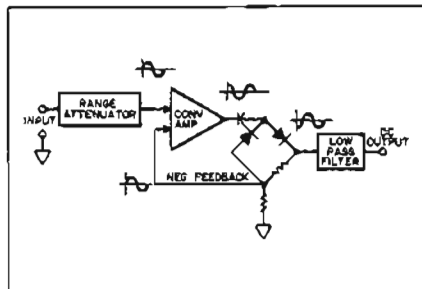 INPUT
RANGE
ATTENUATOR
CONV
AMP
NEG FEEDBACK
LOW
PASS
FILTER
DC
OUTPUT